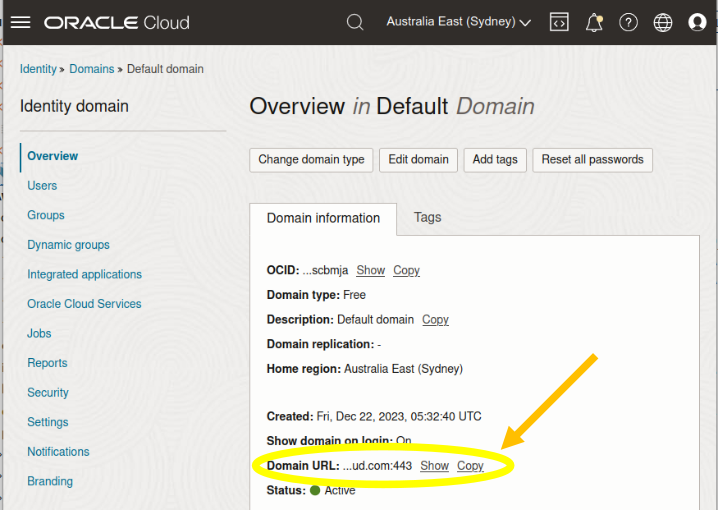 ORACLE Cloud
Australia East (Sydney)
Identity » Domains » Default domain
Identity domain
Overview
Users
Groups
Dynamic groups
Integrated applications
Oracle Cloud Services
Jobs
Reports
Security
Settings
Notifications
Branding
Overview in Default Domain
Change domain type Edit domain Add tags Reset all passwords
Domain information Tags
OCID: ...scbmja Show Copy
Domain type: Free
Description: Default domain Copy
Domain replication: -
Home region: Australia East (Sydney)
Created: Fri, Dec 22, 2023, 05:32:40 UTC
Show domain on login: On
Domain URL: ...ud.com:443 Show Copy
Status: Active